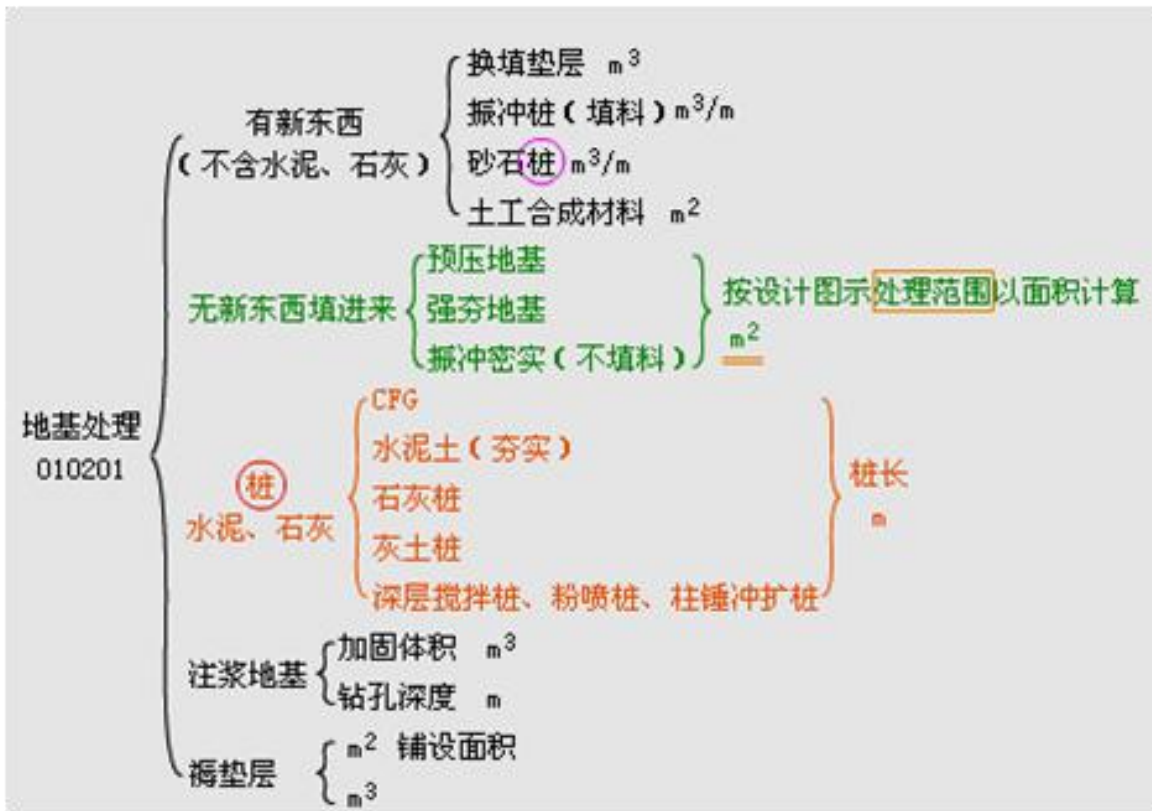 换填垫层 m³
有新东西
振冲桩(填料)m³/m
(不含水泥、石灰)
砂石桩 m³/m
土工合成材料 m²
预压地基
无新东西填进来
强夯地基
按设计图示处理范围以面积计算
振冲密实(不填料)
m²
地基处理
010201
CFG
水泥土(夯实)
桩
石灰桩
桩长
水泥、石灰
m
灰土桩
深层搅拌桩、粉喷桩、柱锤冲扩桩
注浆地基
加固体积 m³
钻孔深度 m
褥垫层
m² 铺设面积
m³